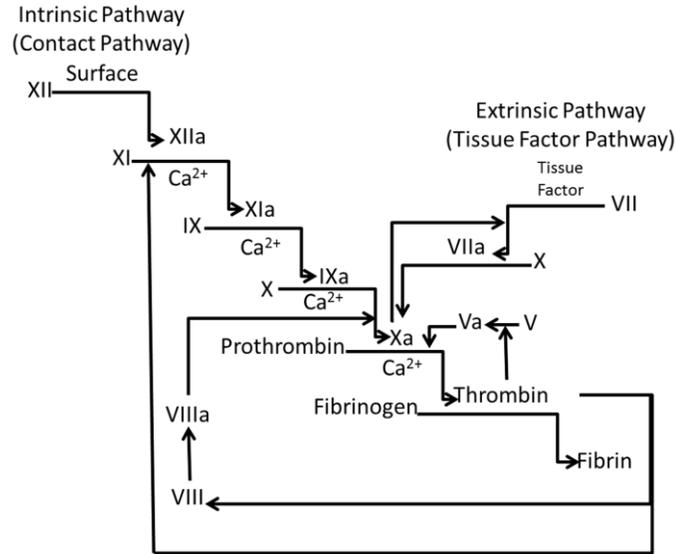 Intrinsic Pathway
(Contact Pathway)
Surface
XII
XIIa
XI
Ca2+
XIa
IX
Ca2+
IXa
X
Ca2+
Extrinsic Pathway
(Tissue Factor Pathway)
Tissue
Factor
VII
VIIa
X
Xa
Va
V
Prothrombin
Ca2+
Thrombin
Fibrinogen
Fibrin
VIIIa
VIII